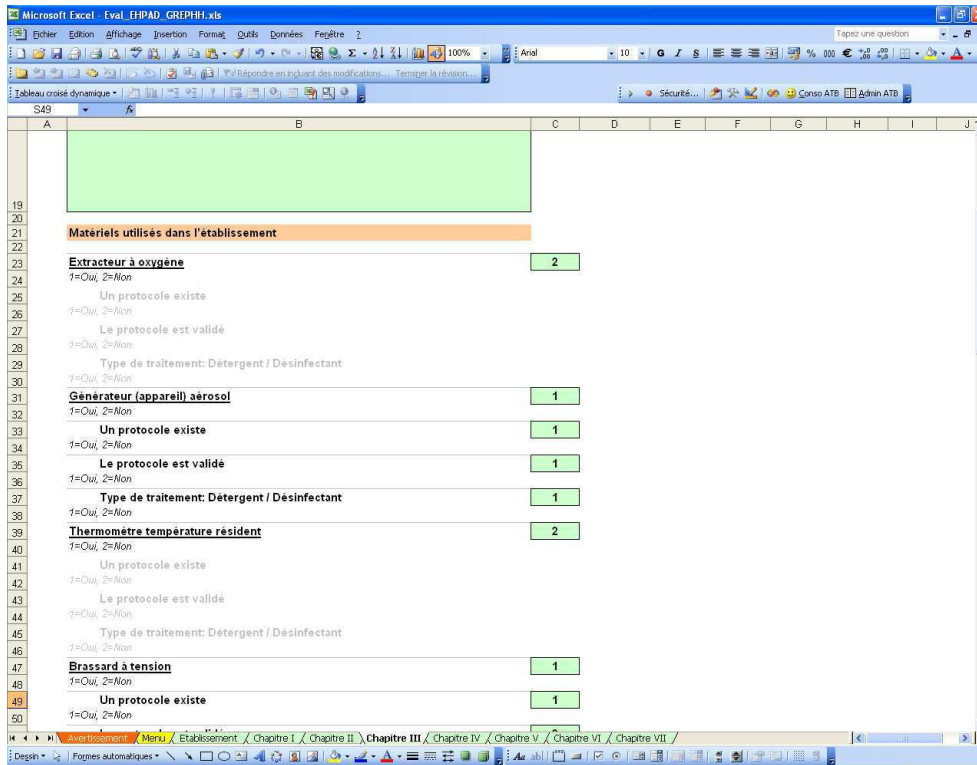 Microsoft Excel - Eval_EHPAD_GREPHH.xls
Fichier Edition Affichage Insertion Format Outils Données Fenêtre ? Tapez une question
100% Arial 10 G I S % 000 €
Répondre en incluant des modifications... Terminer la révision...
Tableau croisé dynamique Sécurité... Conso ATB Admin ATB
S49 fx
A B C D E F G H I J
19
20
21 Matériels utilisés dans l'établissement
22
23 Extracteur à oxygène 2
24 1=Oui, 2=Non
25 Un protocole existe
26 1=Oui, 2=Non
27 Le protocole est validé
28 1=Oui, 2=Non
29 Type de traitement: Détergent / Désinfectant
30 1=Oui, 2=Non
31 Générateur (appareil) aérosol 1
32 1=Oui, 2=Non
33 Un protocole existe 1
34 1=Oui, 2=Non
35 Le protocole est validé 1
36 1=Oui, 2=Non
37 Type de traitement: Détergent / Désinfectant 1
38 1=Oui, 2=Non
39 Thermomètre température résident 2
40 1=Oui, 2=Non
41 Un protocole existe
42 1=Oui, 2=Non
43 Le protocole est validé
44 1=Oui, 2=Non
45 Type de traitement: Détergent / Désinfectant
46 1=Oui, 2=Non
47 Brassard à tension 1
48 1=Oui, 2=Non
49 Un protocole existe 1
50 1=Oui, 2=Non
Avertissement Menu Etablissement Chapitre I Chapitre II Chapitre III Chapitre IV Chapitre V Chapitre VI Chapitre VII
Dessin Formes automatiques Aa ab|